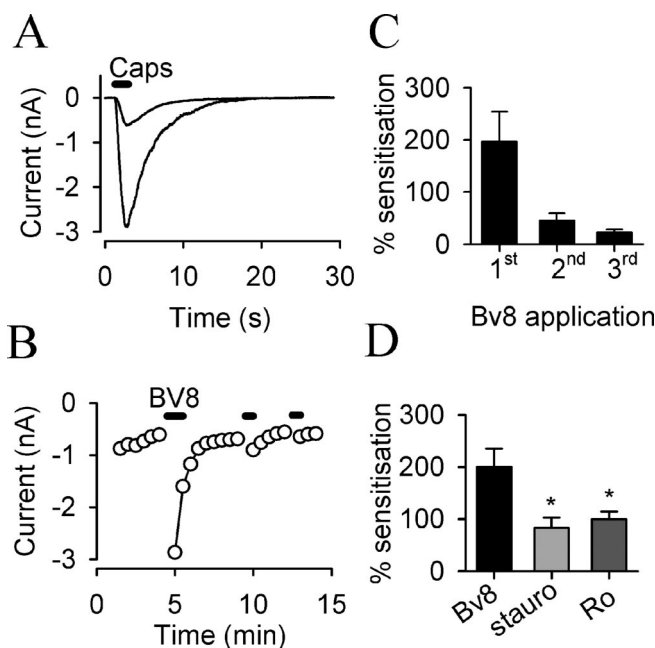 A
Caps
0
-1
-2
-3
Current (nA)
0 10 20 30
Time (s)
B
BV8
0
-1
-2
-3
Current (nA)
0 5 10 15
Time (min)
C
300
200
100
0
% sensitisation
1st 2nd 3rd
Bv8 application
D
300
200
100
0
% sensitisation
* *
Bv8 stauro Ro